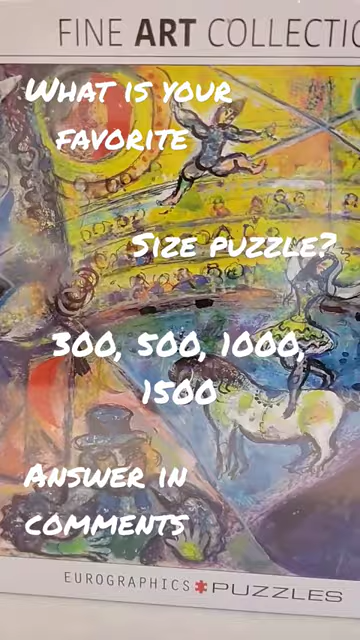 FINE ART COLLECTIO
What is your
favorite
Size puzzle?
300, 500, 1000,
1500
Answer in
comments
EUROGRAPHICS PUZZLES